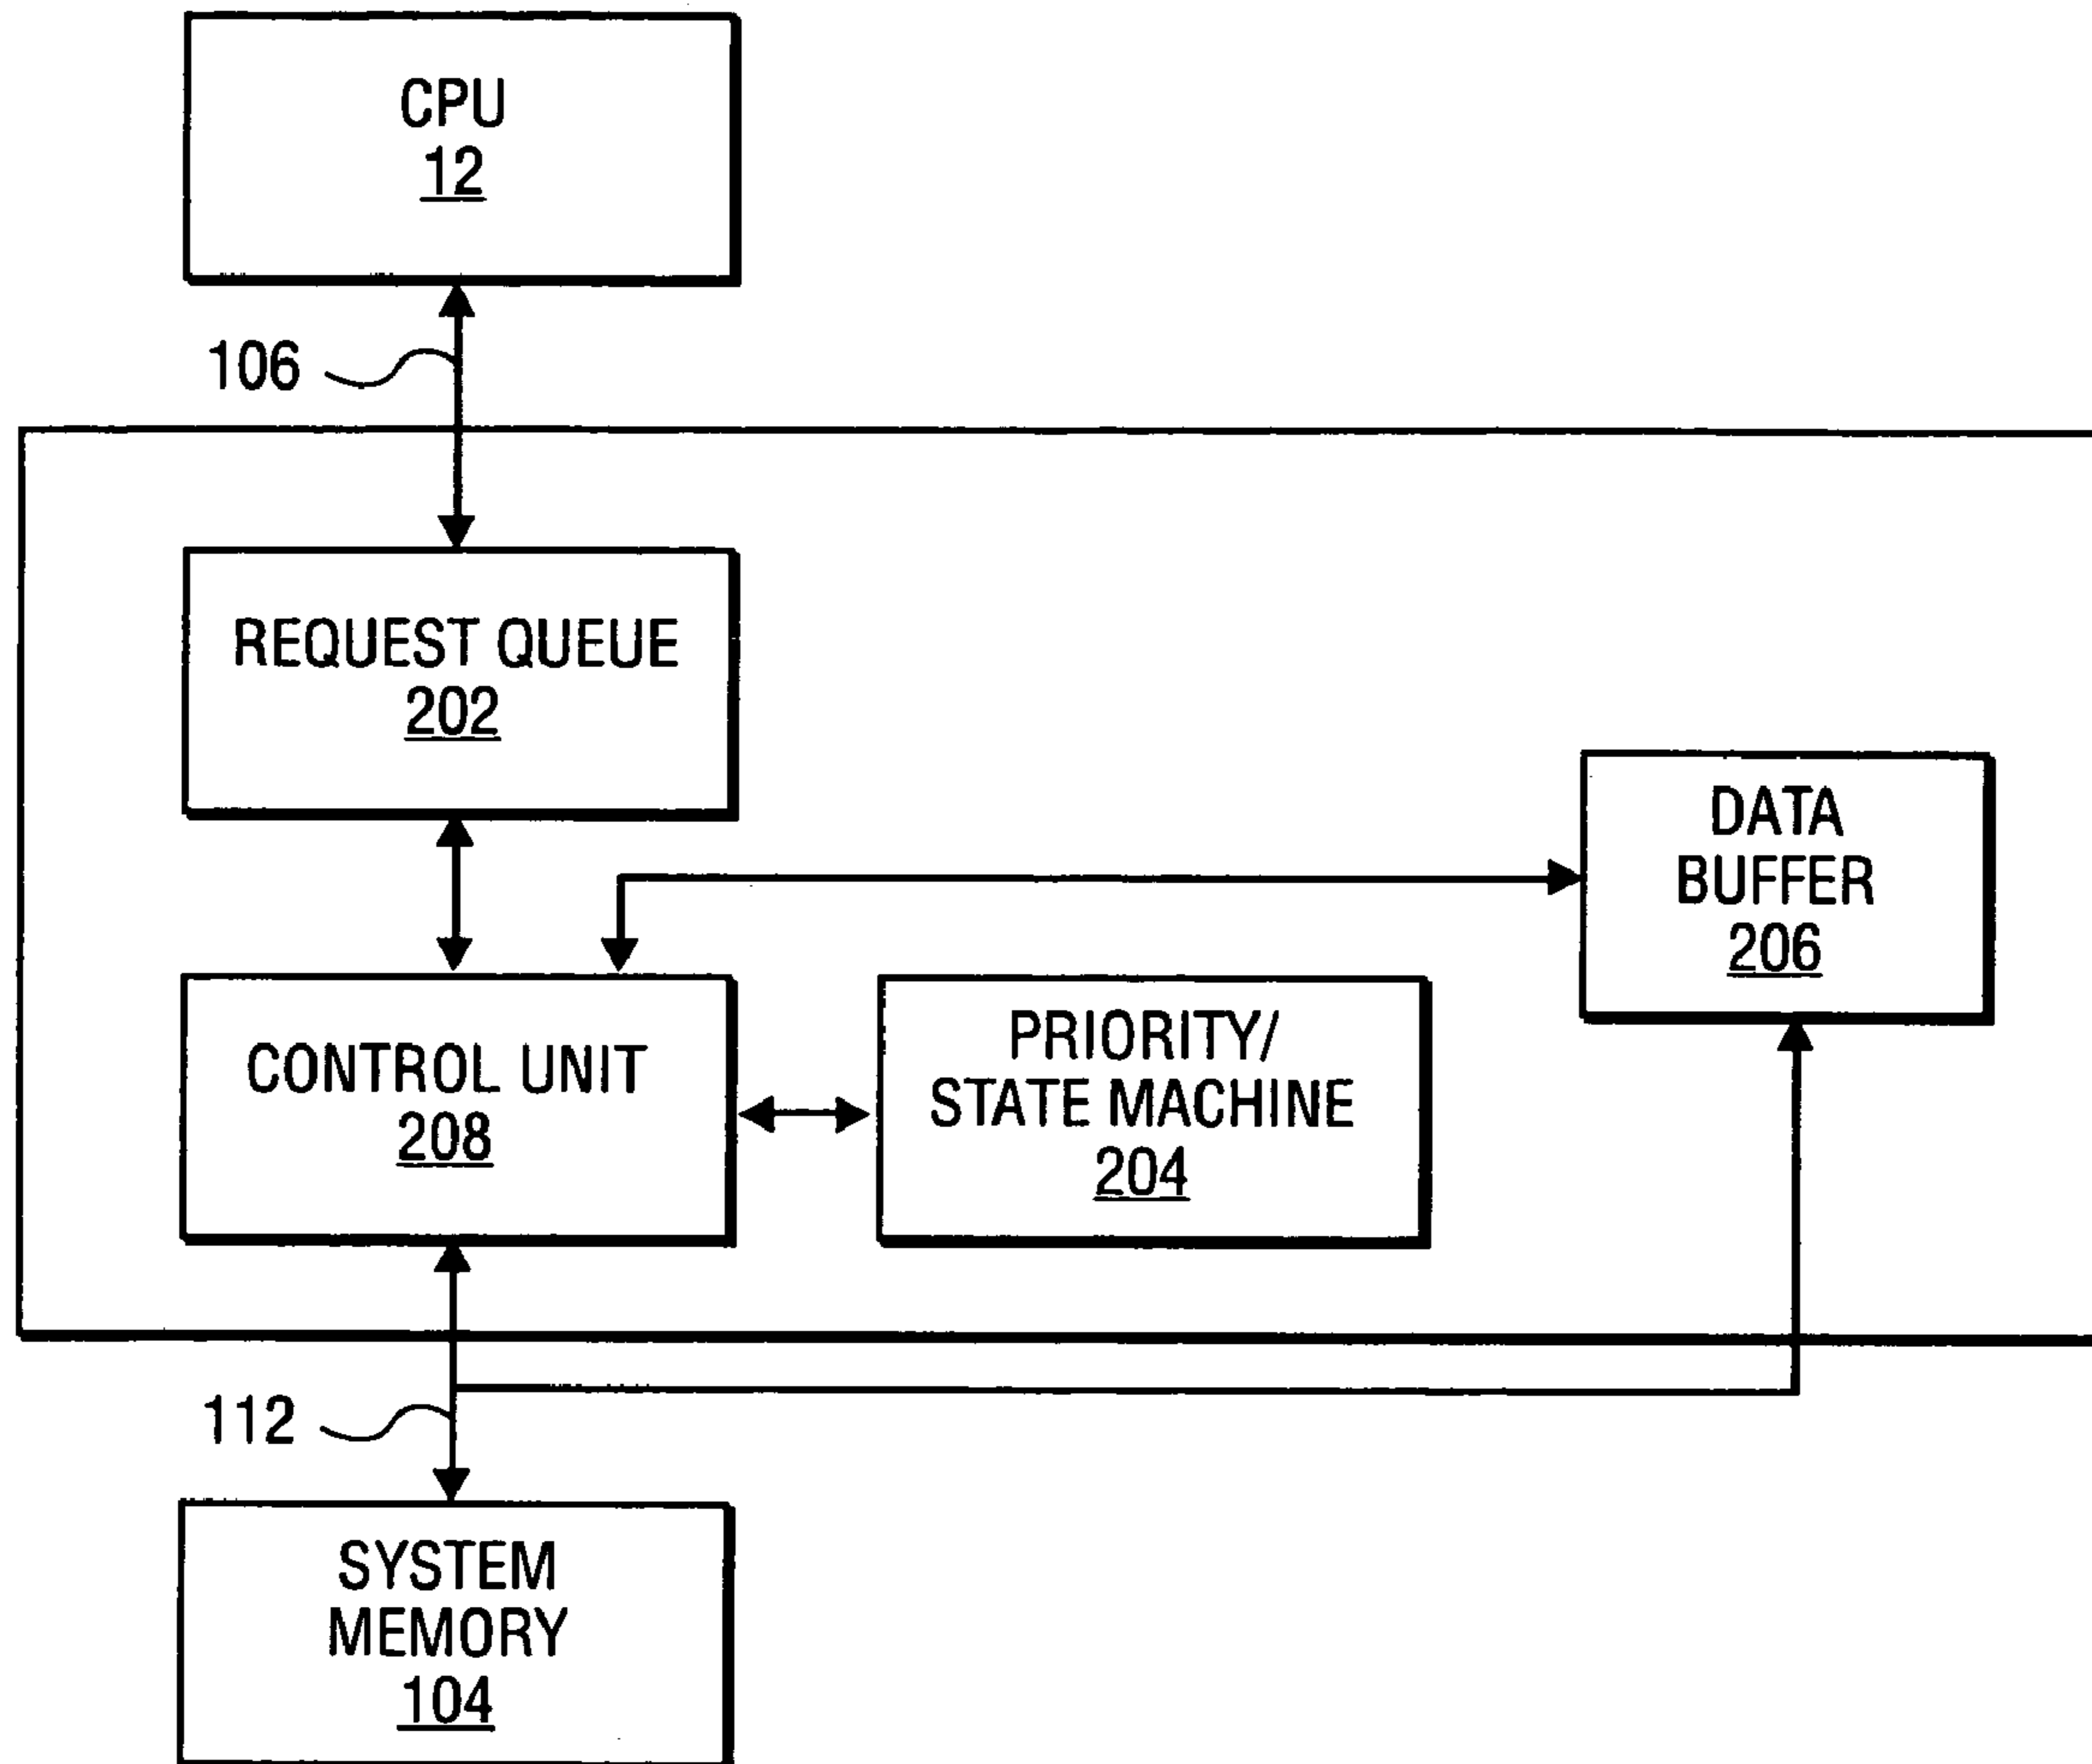 CPU
12
106
REQUEST QUEUE
202
DATA
BUFFER
206
CONTROL UNIT
208
PRIORITY/
STATE MACHINE
204
112
SYSTEM
MEMORY
104